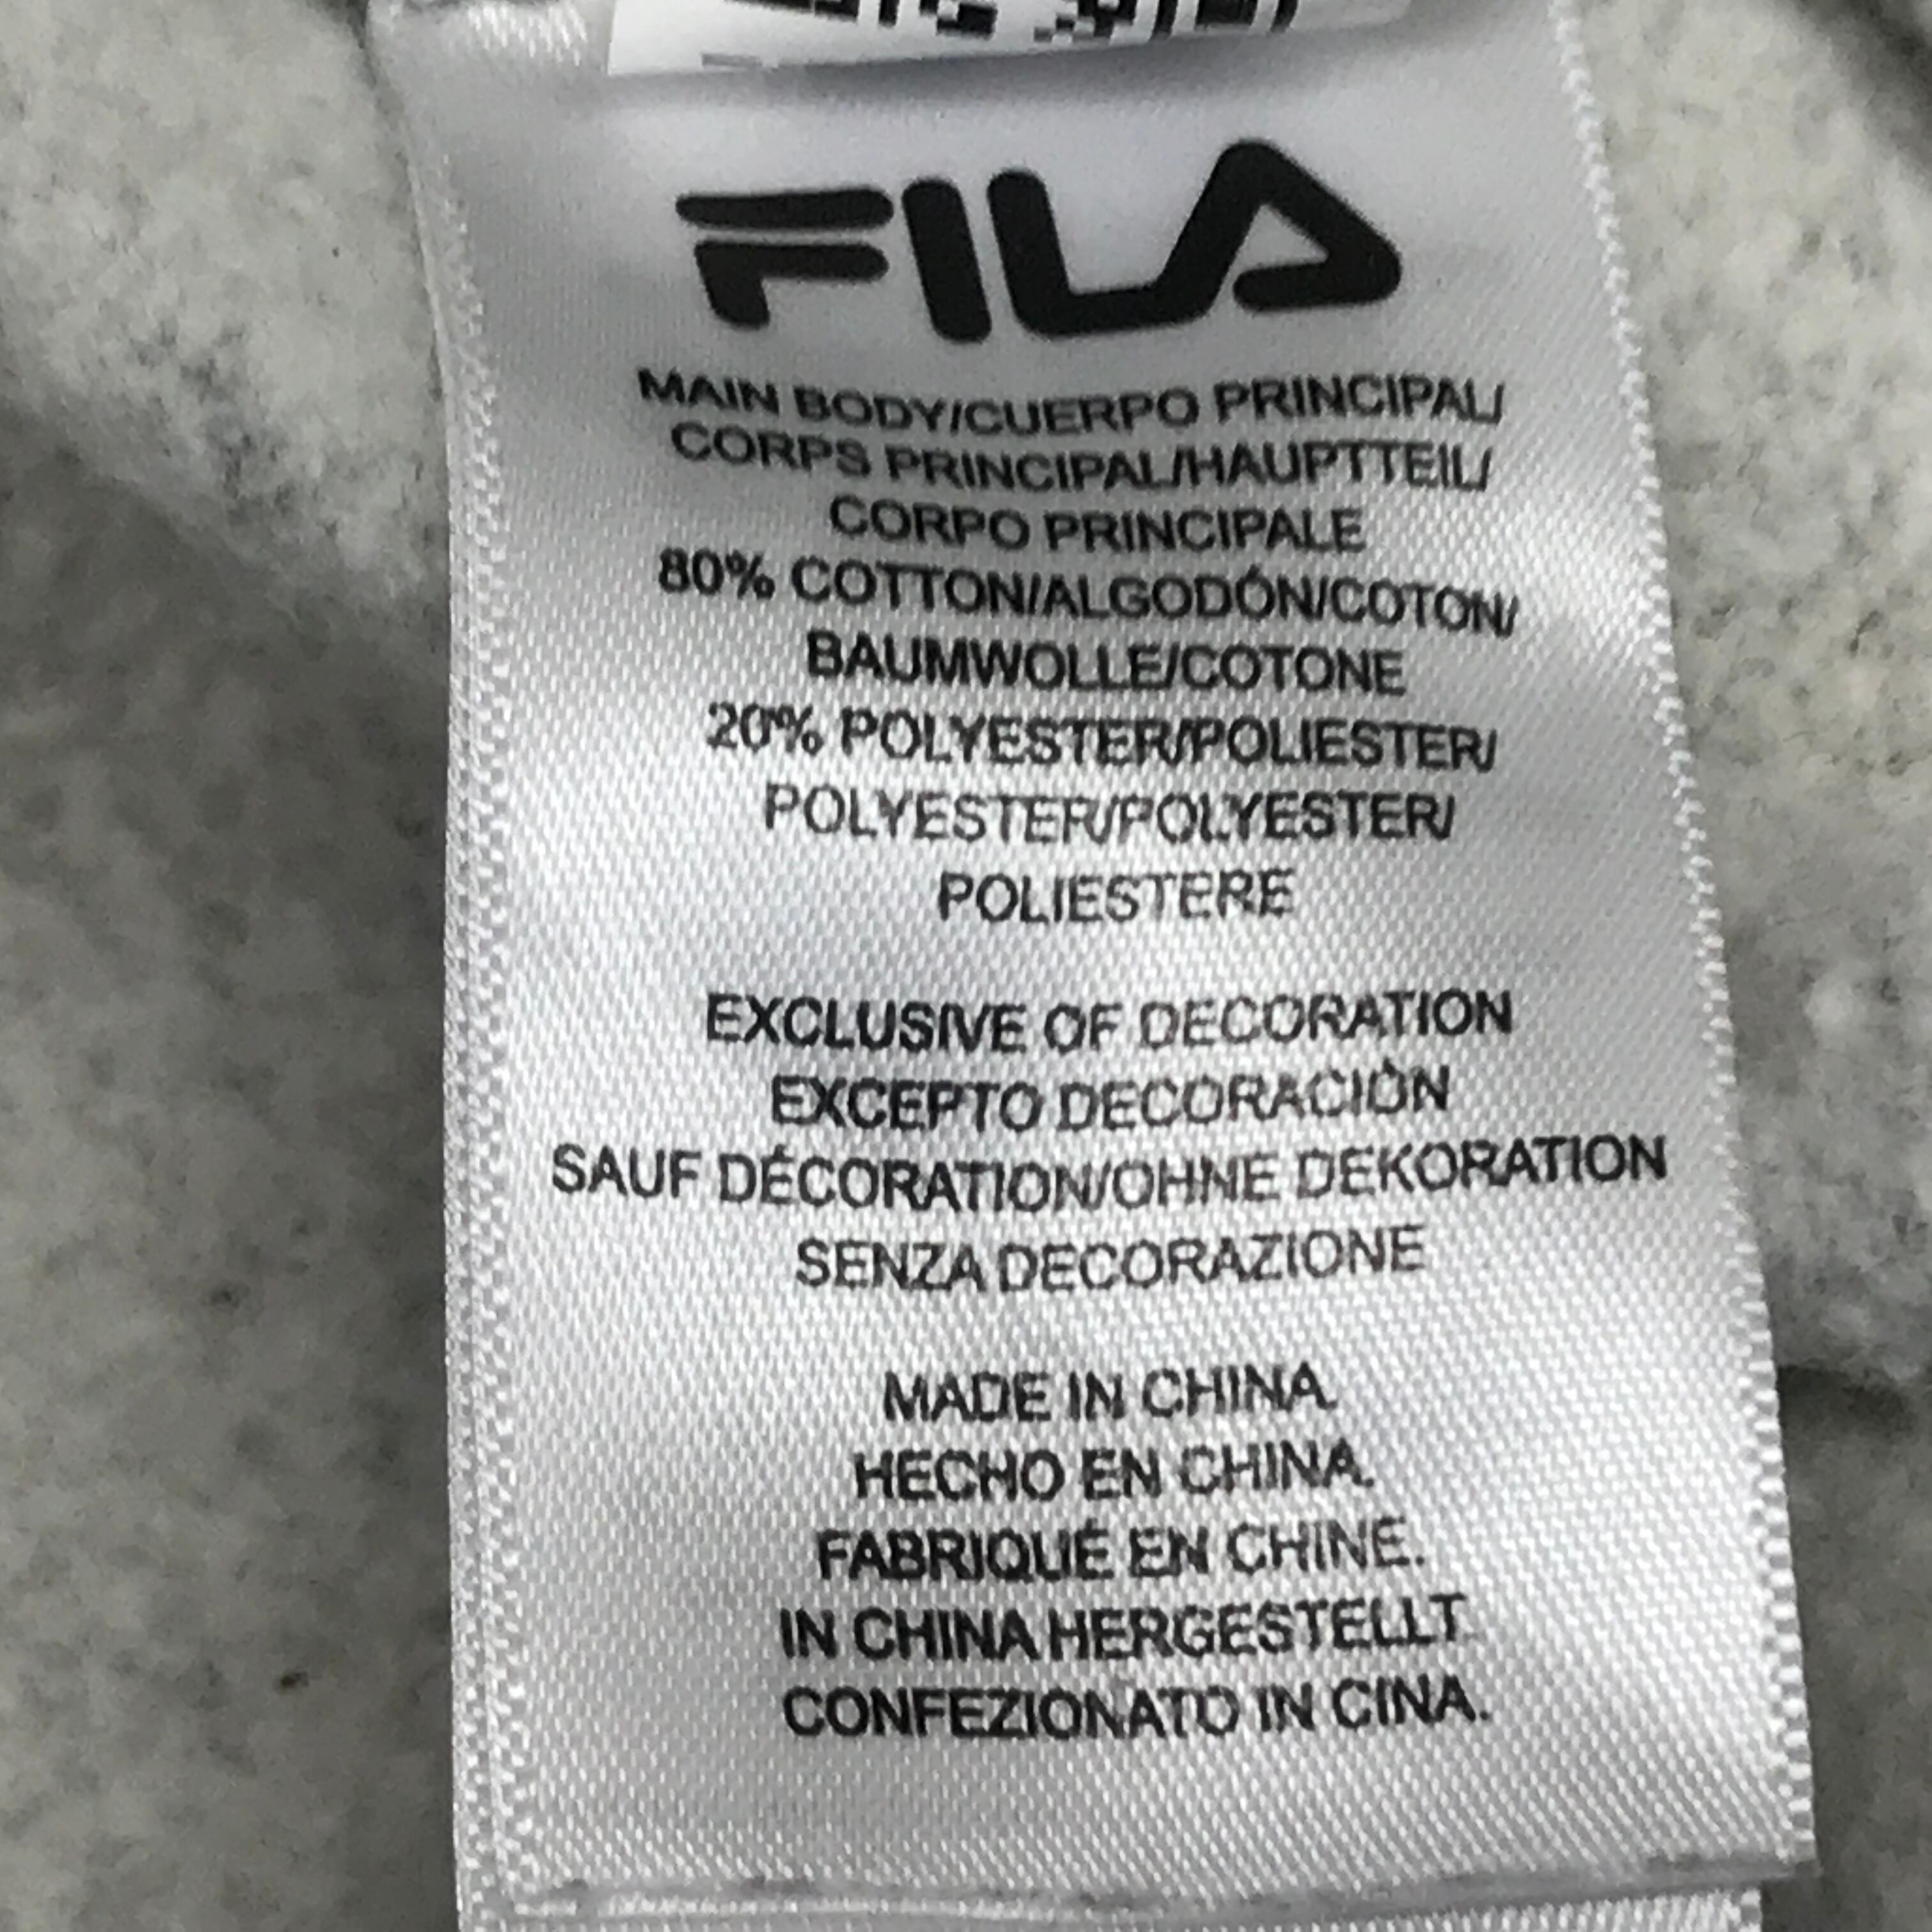 FILA
MAIN BODY/CUERPO PRINCIPAL/
CORPS PRINCIPAL/HAUPTTEIL/
CORPO PRINCIPALE
80% COTTON/ALGODÓN/COTON/
BAUMWOLLE/COTONE
20% POLYESTER/POLIESTER/
POLYESTER/POLYESTER/
POLIESTERE
EXCLUSIVE OF DECORATION
EXCEPTO DECORACIÓN
SAUF DÉCORATION/OHNE DEKORATION
SENZA DECORAZIONE
MADE IN CHINA.
HECHO EN CHINA.
FABRIQUÉ EN CHINE.
IN CHINA HERGESTELLT.
CONFEZIONATO IN CINA.